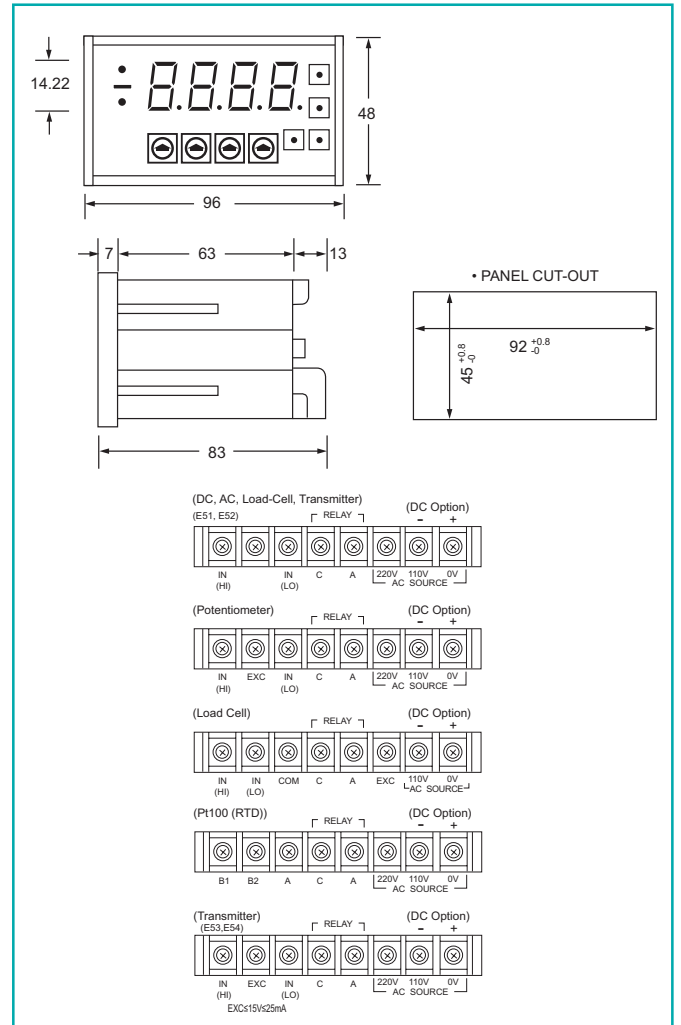 14.22
8.8.8.8.
48
96
7 63 13
• PANEL CUT-OUT
92 +0.8 -0
45 +0.8 -0
83
(DC, AC, Load-Cell, Transmitter)
(E51, E52) RELAY (DC Option)
- +
IN (HI) IN (LO) C A 220V 110V 0V
AC SOURCE
(Potentiometer) RELAY (DC Option)
- +
IN (HI) EXC IN (LO) C A 220V 110V 0V
AC SOURCE
(Load Cell) RELAY (DC Option)
- +
IN (HI) IN (LO) COM C A EXC 110V 0V
AC SOURCE
(Pt100 (RTD)) RELAY (DC Option)
- +
B1 B2 A C A 220V 110V 0V
AC SOURCE
(Transmitter)
(E53,E54) RELAY (DC Option)
- +
IN (HI) EXC IN (LO) C A 220V 110V 0V
AC SOURCE
EXC≤15V≤25mA